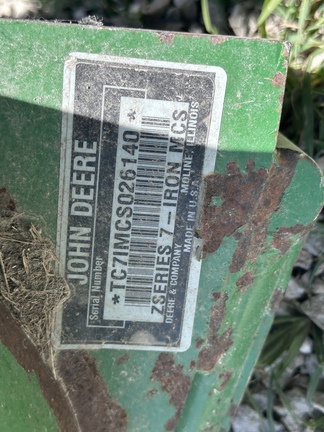 JOHN DEERE
Serial Number
*TC7IMCS026140*
ZSERIES 7-IRON MCS
DEERE & COMPANY MOLINE, ILLINOIS
MADE IN U.S.A.